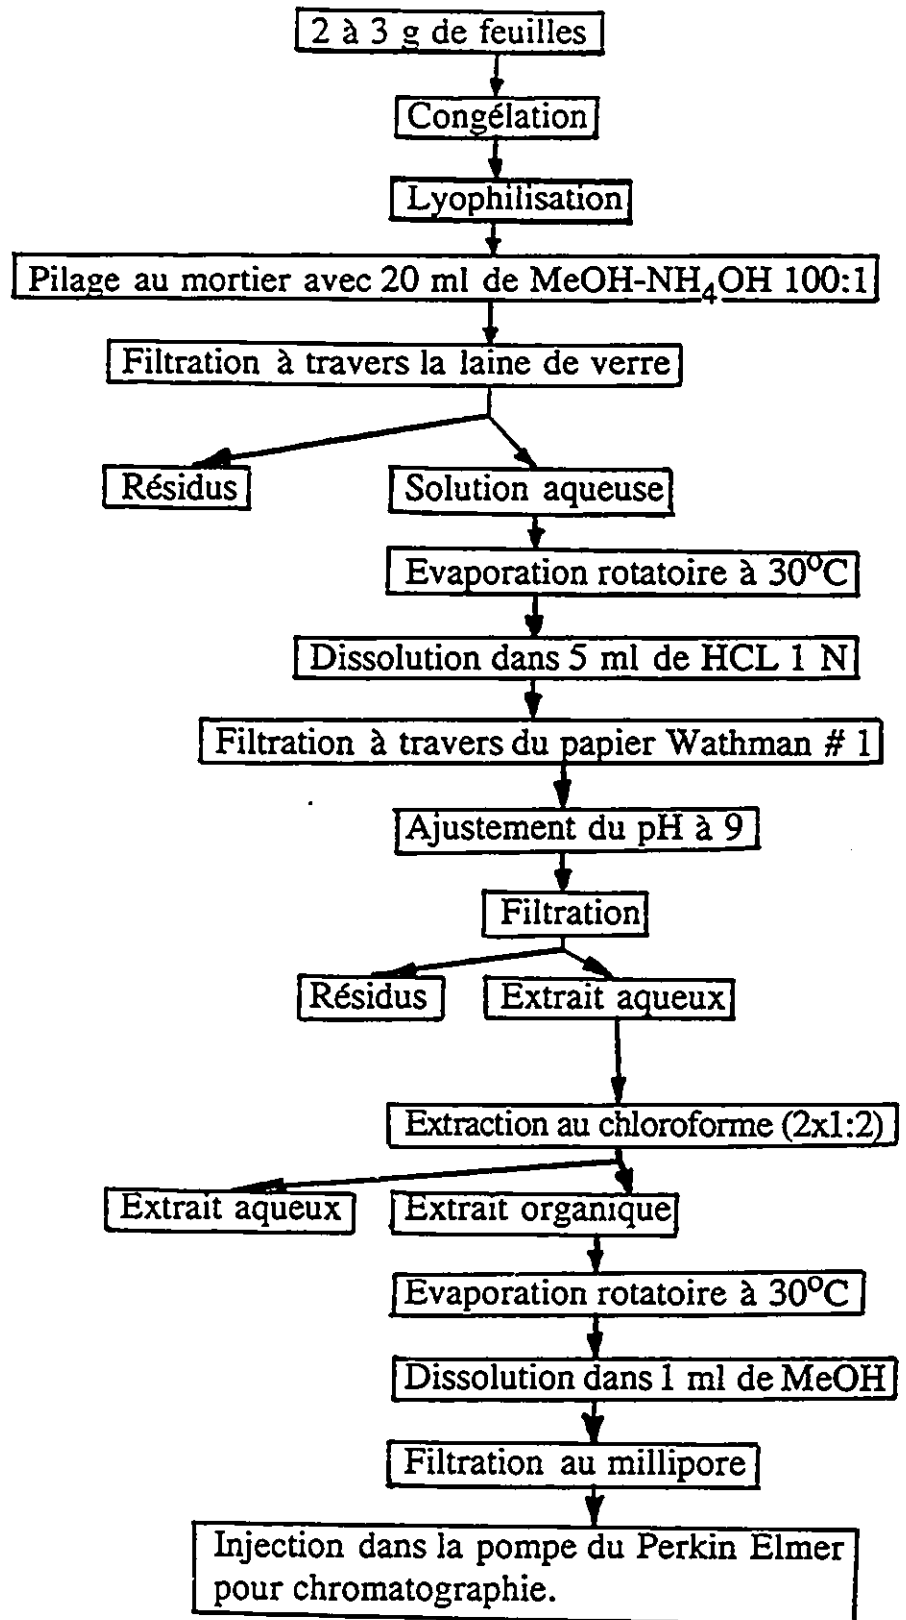 2 à 3 g de feuilles
Congélation
Lyophilisation
Pilage au mortier avec 20 ml de MeOH-NH₄OH 100:1
Filtration à travers la laine de verre
Résidus
Solution aqueuse
Evaporation rotatoire à 30°C
Dissolution dans 5 ml de HCL 1 N
Filtration à travers du papier Wathman # 1
Ajustement du pH à 9
Filtration
Résidus
Extrait aqueux
Extraction au chloroforme (2x1:2)
Extrait aqueux
Extrait organique
Evaporation rotatoire à 30°C
Dissolution dans 1 ml de MeOH
Filtration au millipore
Injection dans la pompe du Perkin Elmer
pour chromatographie.